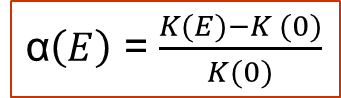 α(E) = K(E)−K (0) / K(0)